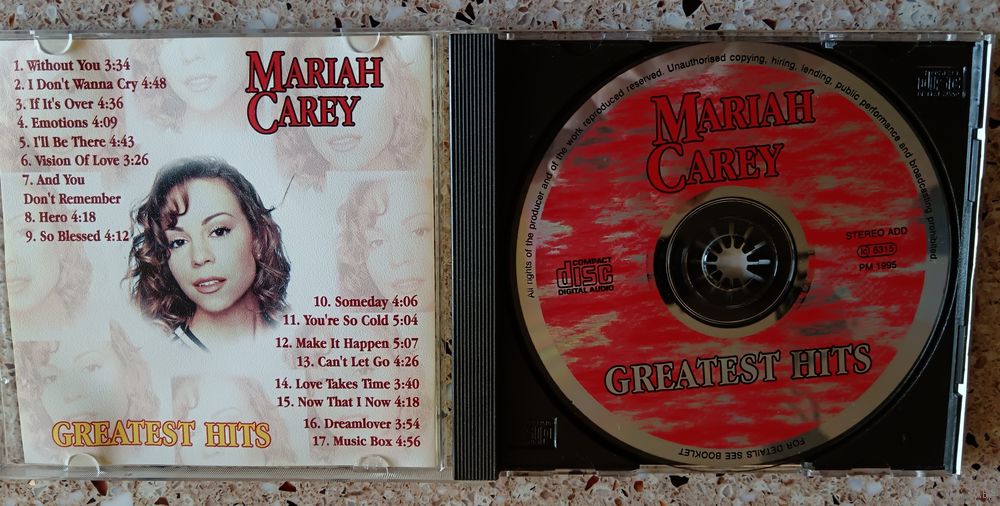 1. Without You 3:34
2. I Don't Wanna Cry 4:48
3. If It's Over 4:36
4. Emotions 4:09
5. I'll Be There 4:43
6. Vision Of Love 3:26
7. And You
Don't Remember
8. Hero 4:18
9. So Blessed 4:12
MARIAH
CAREY
10. Someday 4:06
11. You're So Cold 5:04
12. Make It Happen 5:07
13. Can't Let Go 4:26
14. Love Takes Time 3:40
15. Now That I Now 4:18
16. Dreamlover 3:54
17. Music Box 4:56
GREATEST HITS
All rights of the producer and of the work reproduced reserved. Unauthorised copying, hiring, lending, public performance and broadcasting prohibited
MARIAH
CAREY
COMPACT
disc
DIGITAL AUDIO
STEREO ADD
6315
PM 1995
GREATEST HITS
FOR DETAILS SEE BOOKLET